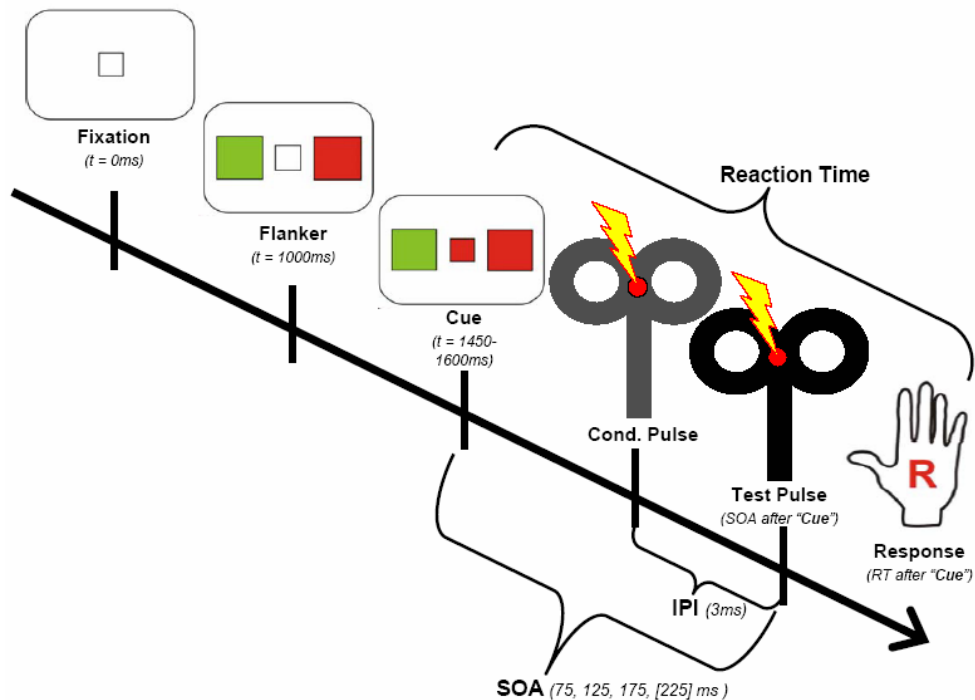 Fixation
(t = 0ms)
Flanker
(t = 1000ms)
Cue
(t = 1450-
1600ms)
Reaction Time
Cond. Pulse
Test Pulse
(SOA after “Cue”)
R
Response
(RT after “Cue”)
IPI (3ms)
SOA (75, 125, 175, [225] ms )